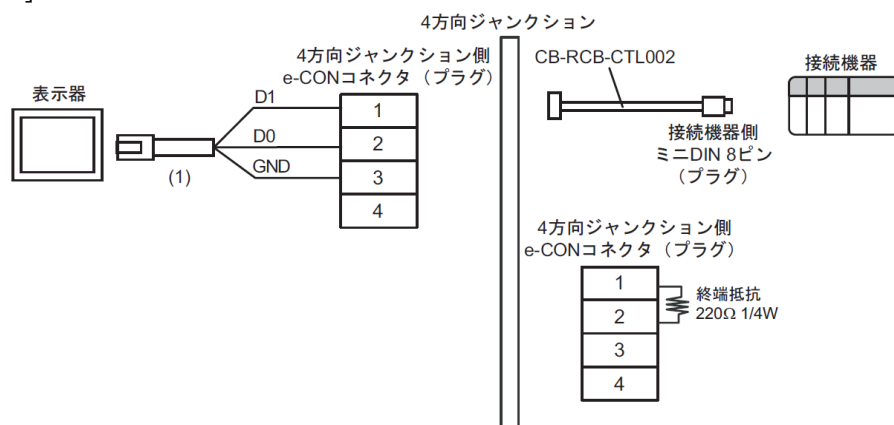 4方向ジャンクション
4方向ジャンクション側
e-CONコネクタ（プラグ）
表示器
D1
D0
GND
(1)
1
2
3
4
CB-RCB-CTL002
接続機器
接続機器側
ミニDIN 8ピン
（プラグ）
4方向ジャンクション側
e-CONコネクタ（プラグ）
1
2
3
4
終端抵抗
220Ω 1/4W